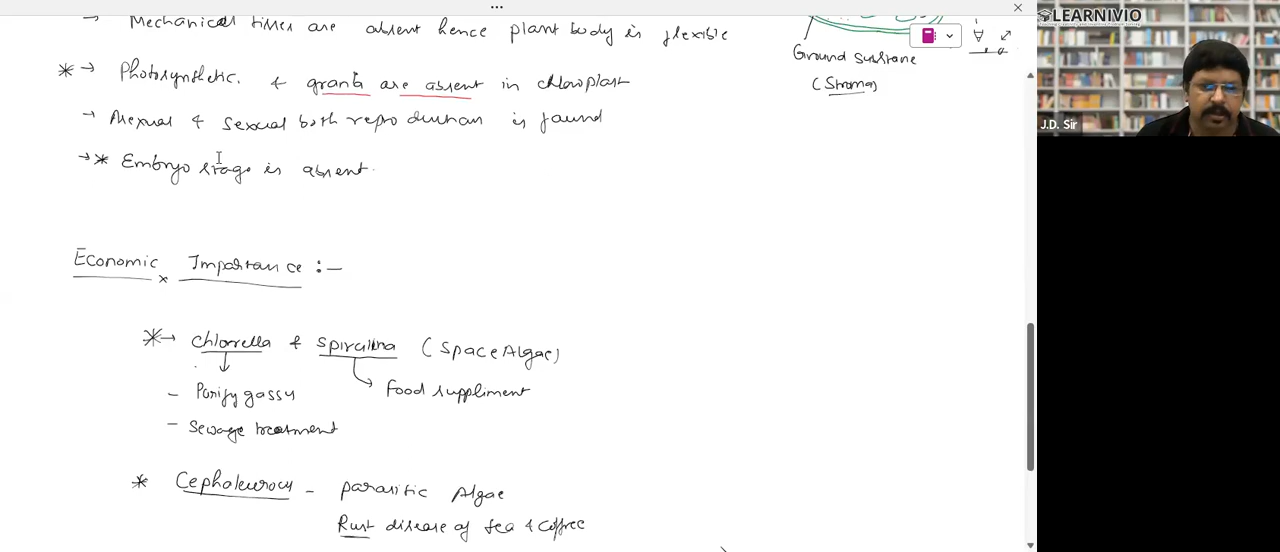 → Mechanical tissues are absent hence plant body is flexible
* → Photosynthetic. & grana are absent in chloroplast
→ Asexual & sexual both reproduction is found
→ * Embryo stage is absent.
Ground substance
(Stroma)
Economic Importance :-
* → Chlorella & Spirulina (Space Algae)
- Purify gasses
Food suppliment
- Sewage treatment
* Cephaleuros - parasitic Algae
Rust disease of tea & coffee
LEARNIVIO
J.D. Sir